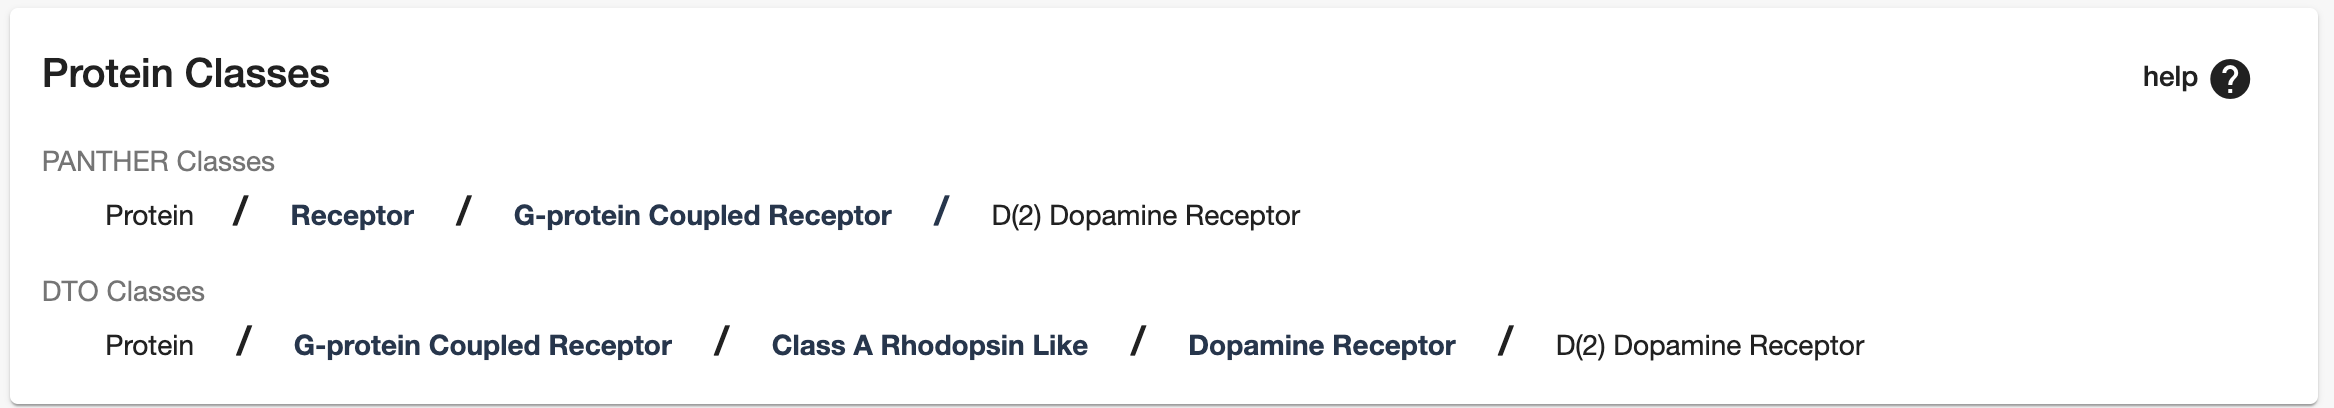 Protein Classes
help ?
PANTHER Classes
Protein / Receptor / G-protein Coupled Receptor / D(2) Dopamine Receptor
DTO Classes
Protein / G-protein Coupled Receptor / Class A Rhodopsin Like / Dopamine Receptor / D(2) Dopamine Receptor